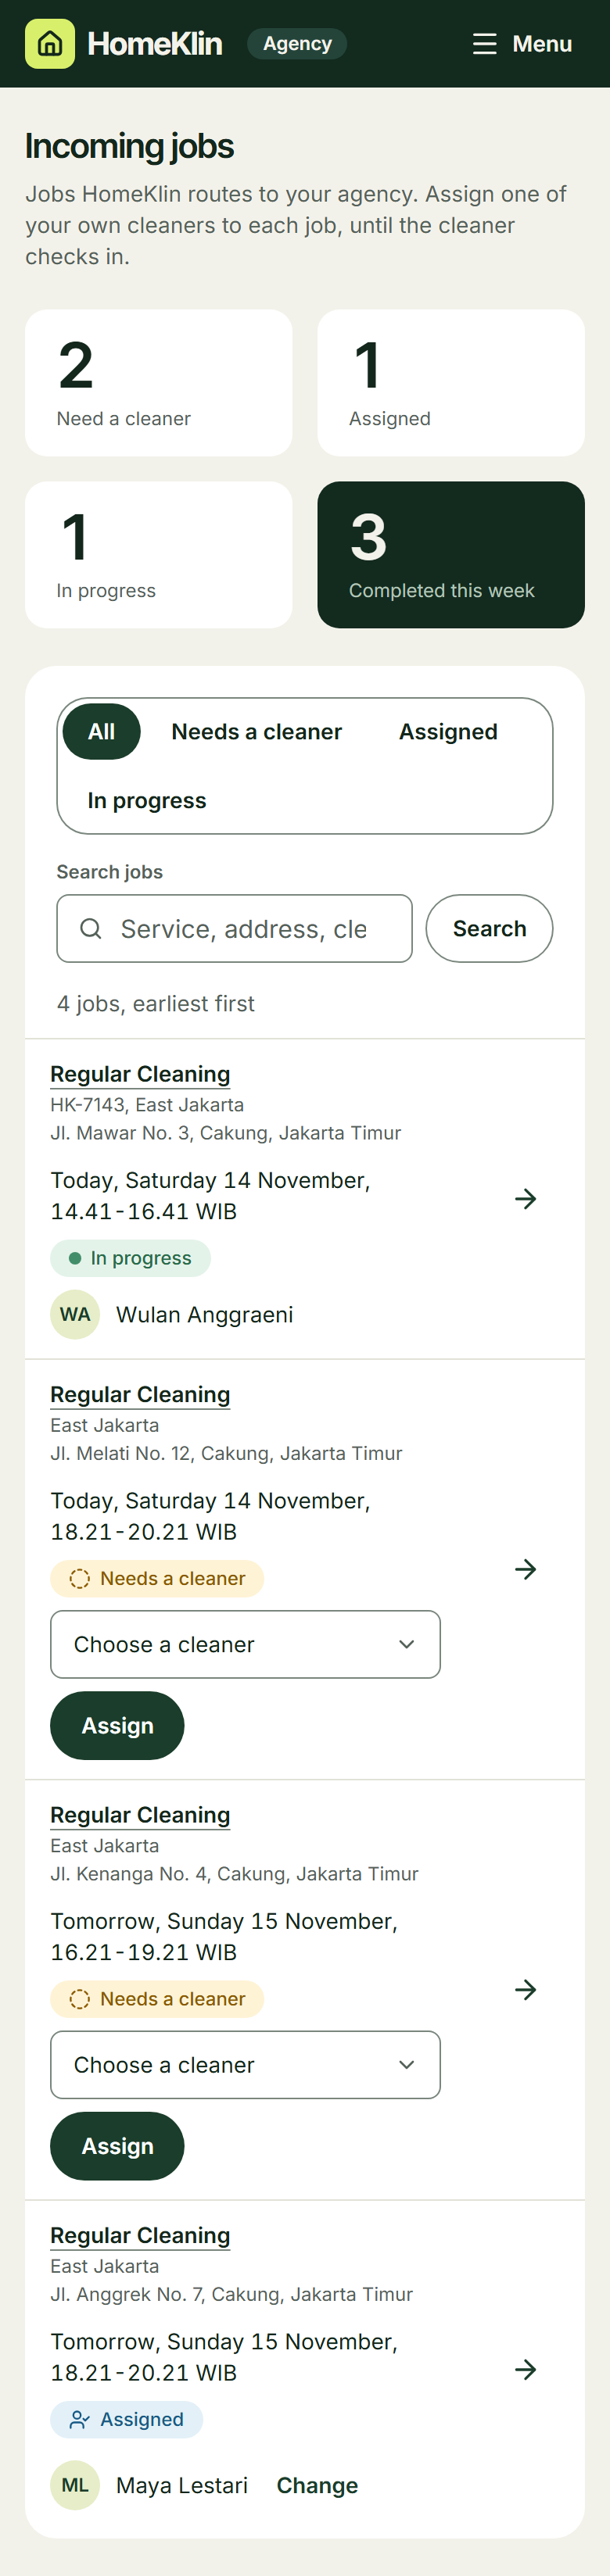 HomeKlin Agency Menu
Incoming jobs
Jobs HomeKlin routes to your agency. Assign one of
your own cleaners to each job, until the cleaner
checks in.
2
Need a cleaner
1
Assigned
1
In progress
3
Completed this week
All Needs a cleaner Assigned
In progress
Search jobs
Service, address, cle Search
4 jobs, earliest first
Regular Cleaning
HK-7143, East Jakarta
Jl. Mawar No. 3, Cakung, Jakarta Timur
Today, Saturday 14 November,
14.41-16.41 WIB
In progress
WA Wulan Anggraeni
Regular Cleaning
East Jakarta
Jl. Melati No. 12, Cakung, Jakarta Timur
Today, Saturday 14 November,
18.21-20.21 WIB
Needs a cleaner
Choose a cleaner
Assign
Regular Cleaning
East Jakarta
Jl. Kenanga No. 4, Cakung, Jakarta Timur
Tomorrow, Sunday 15 November,
16.21-19.21 WIB
Needs a cleaner
Choose a cleaner
Assign
Regular Cleaning
East Jakarta
Jl. Anggrek No. 7, Cakung, Jakarta Timur
Tomorrow, Sunday 15 November,
18.21-20.21 WIB
Assigned
ML Maya Lestari Change